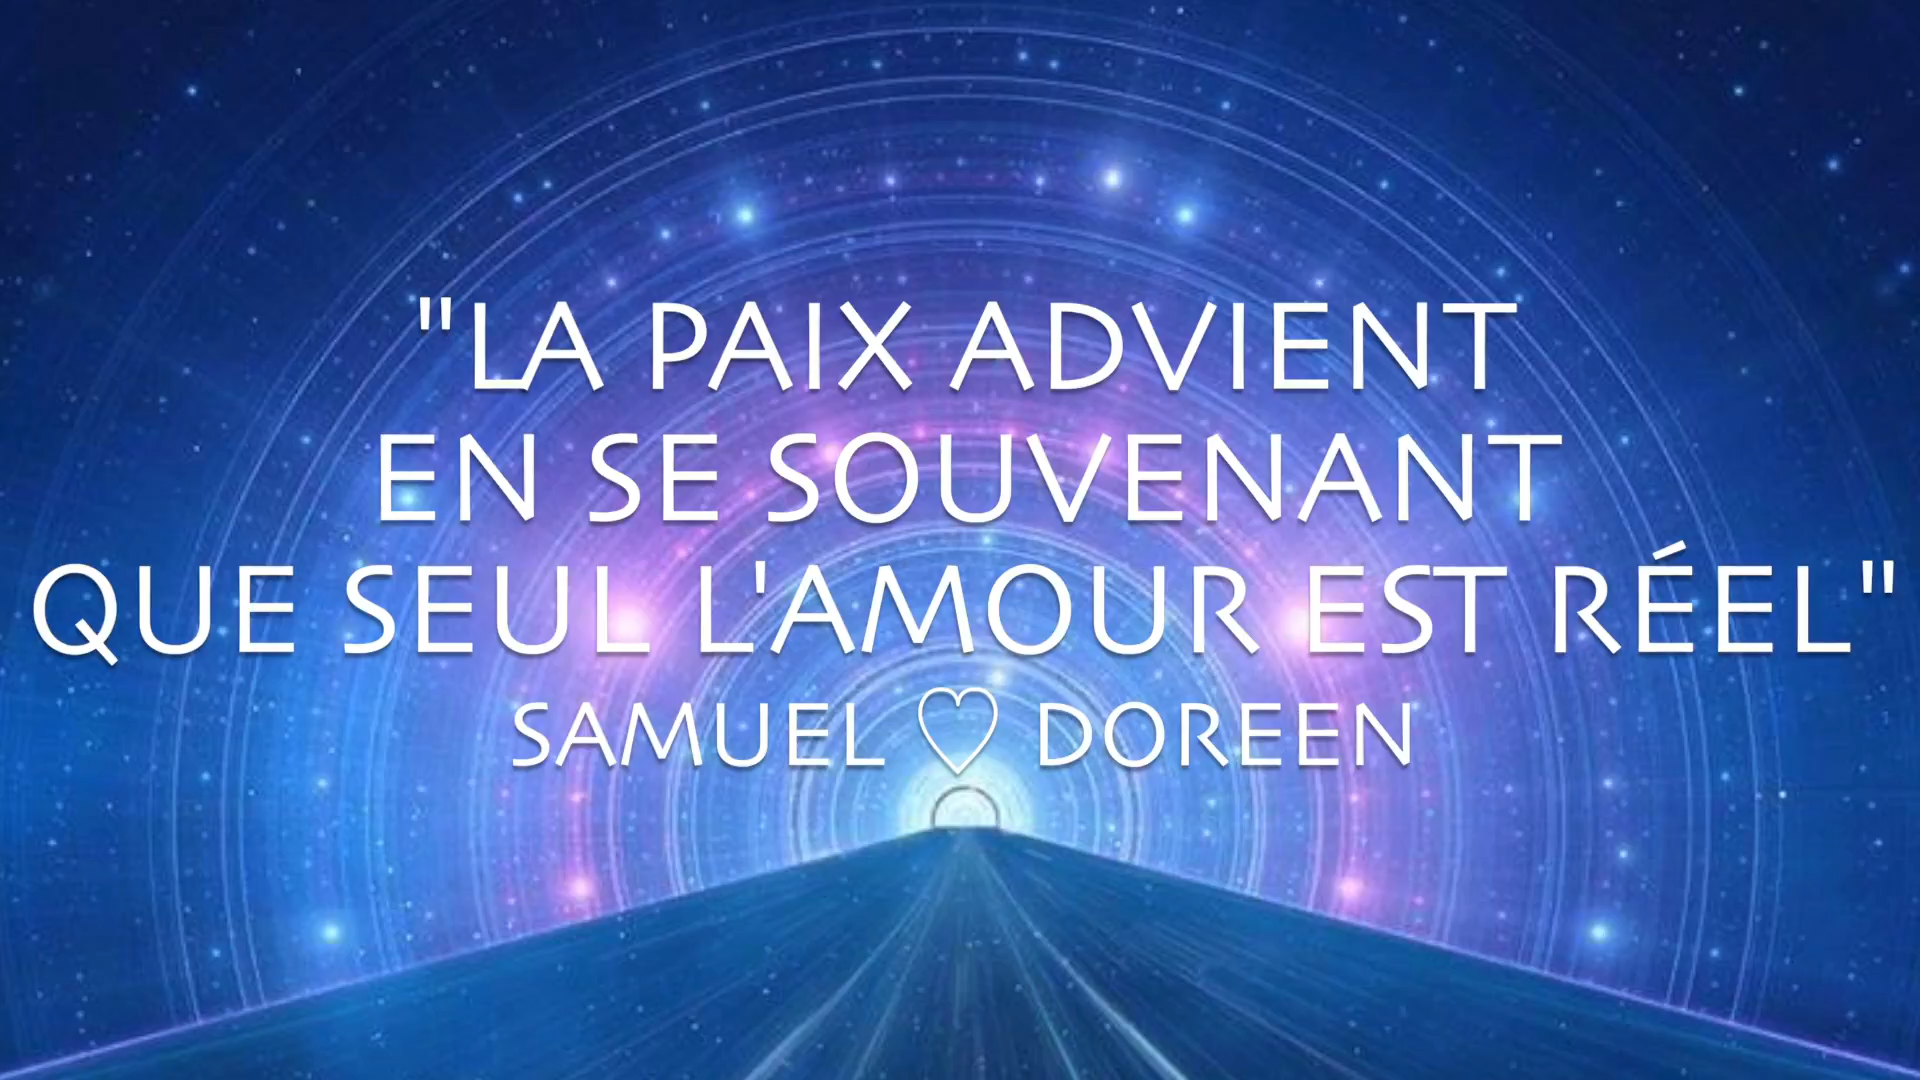 "LA PAIX ADVIENT
EN SE SOUVENANT
QUE SEUL L'AMOUR EST RÉEL"
SAMUEL ♡ DOREEN